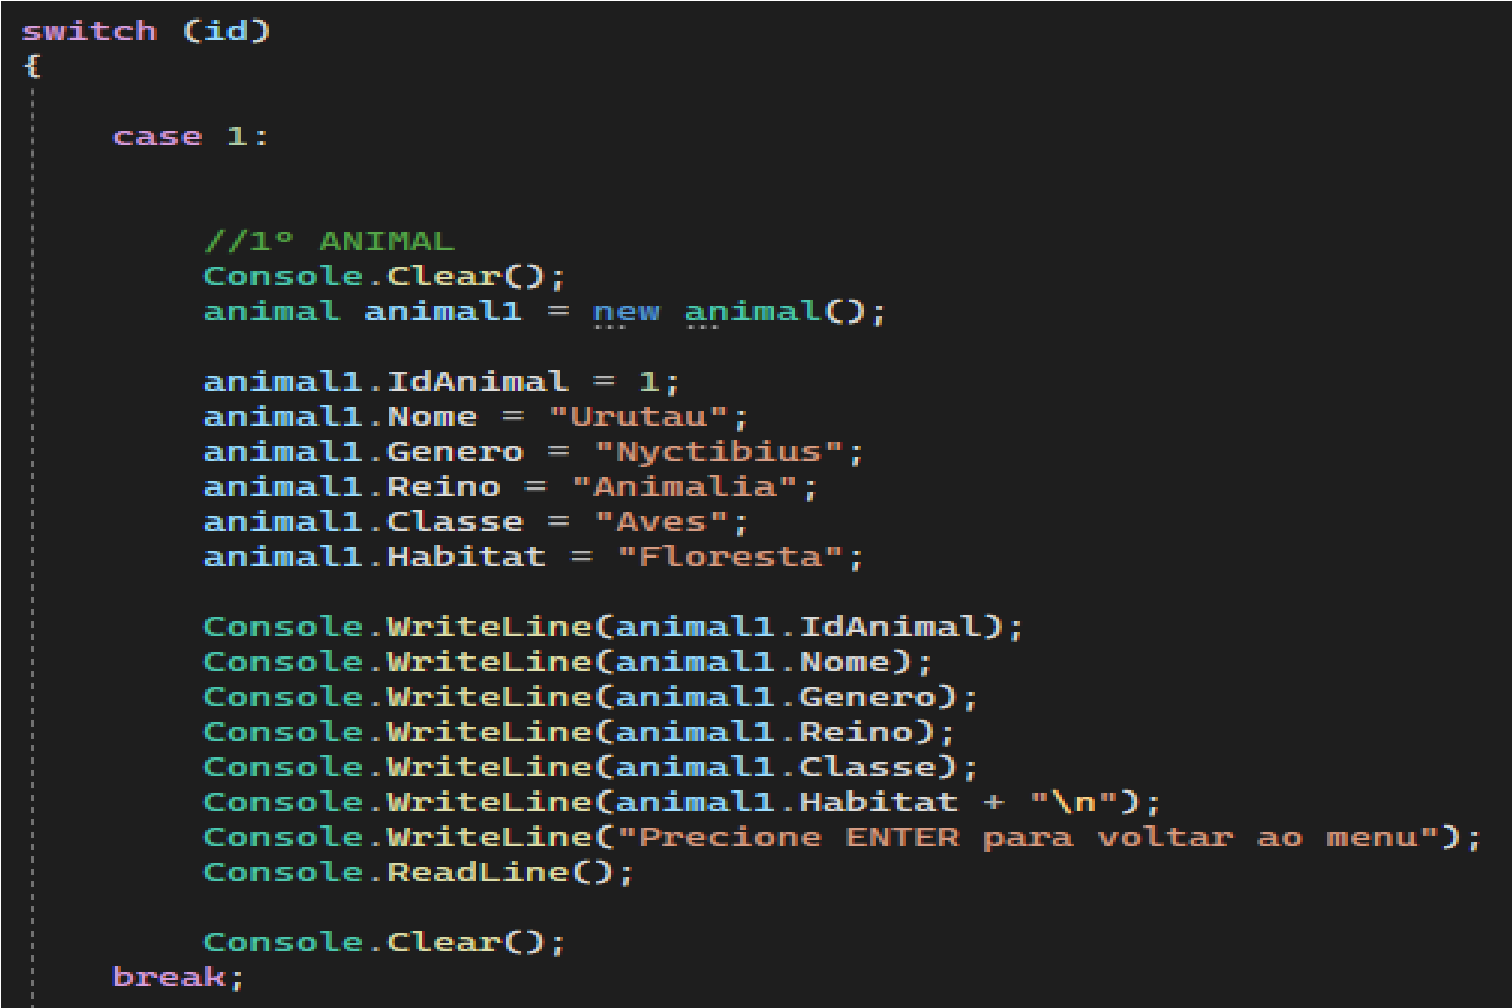 switch (id)
{
case 1:
//1º ANIMAL
Console.Clear();
animal animal1 = new animal();
animal1.IdAnimal = 1;
animal1.Nome = "Urutau";
animal1.Genero = "Nyctibius";
animal1.Reino = "Animalia";
animal1.Classe = "Aves";
animal1.Habitat = "Floresta";
Console.WriteLine(animal1.IdAnimal);
Console.WriteLine(animal1.Nome);
Console.WriteLine(animal1.Genero);
Console.WriteLine(animal1.Reino);
Console.WriteLine(animal1.Classe);
Console.WriteLine(animal1.Habitat + "\n");
Console.WriteLine("Precione ENTER para voltar ao menu");
Console.ReadLine();
Console.Clear();
break;